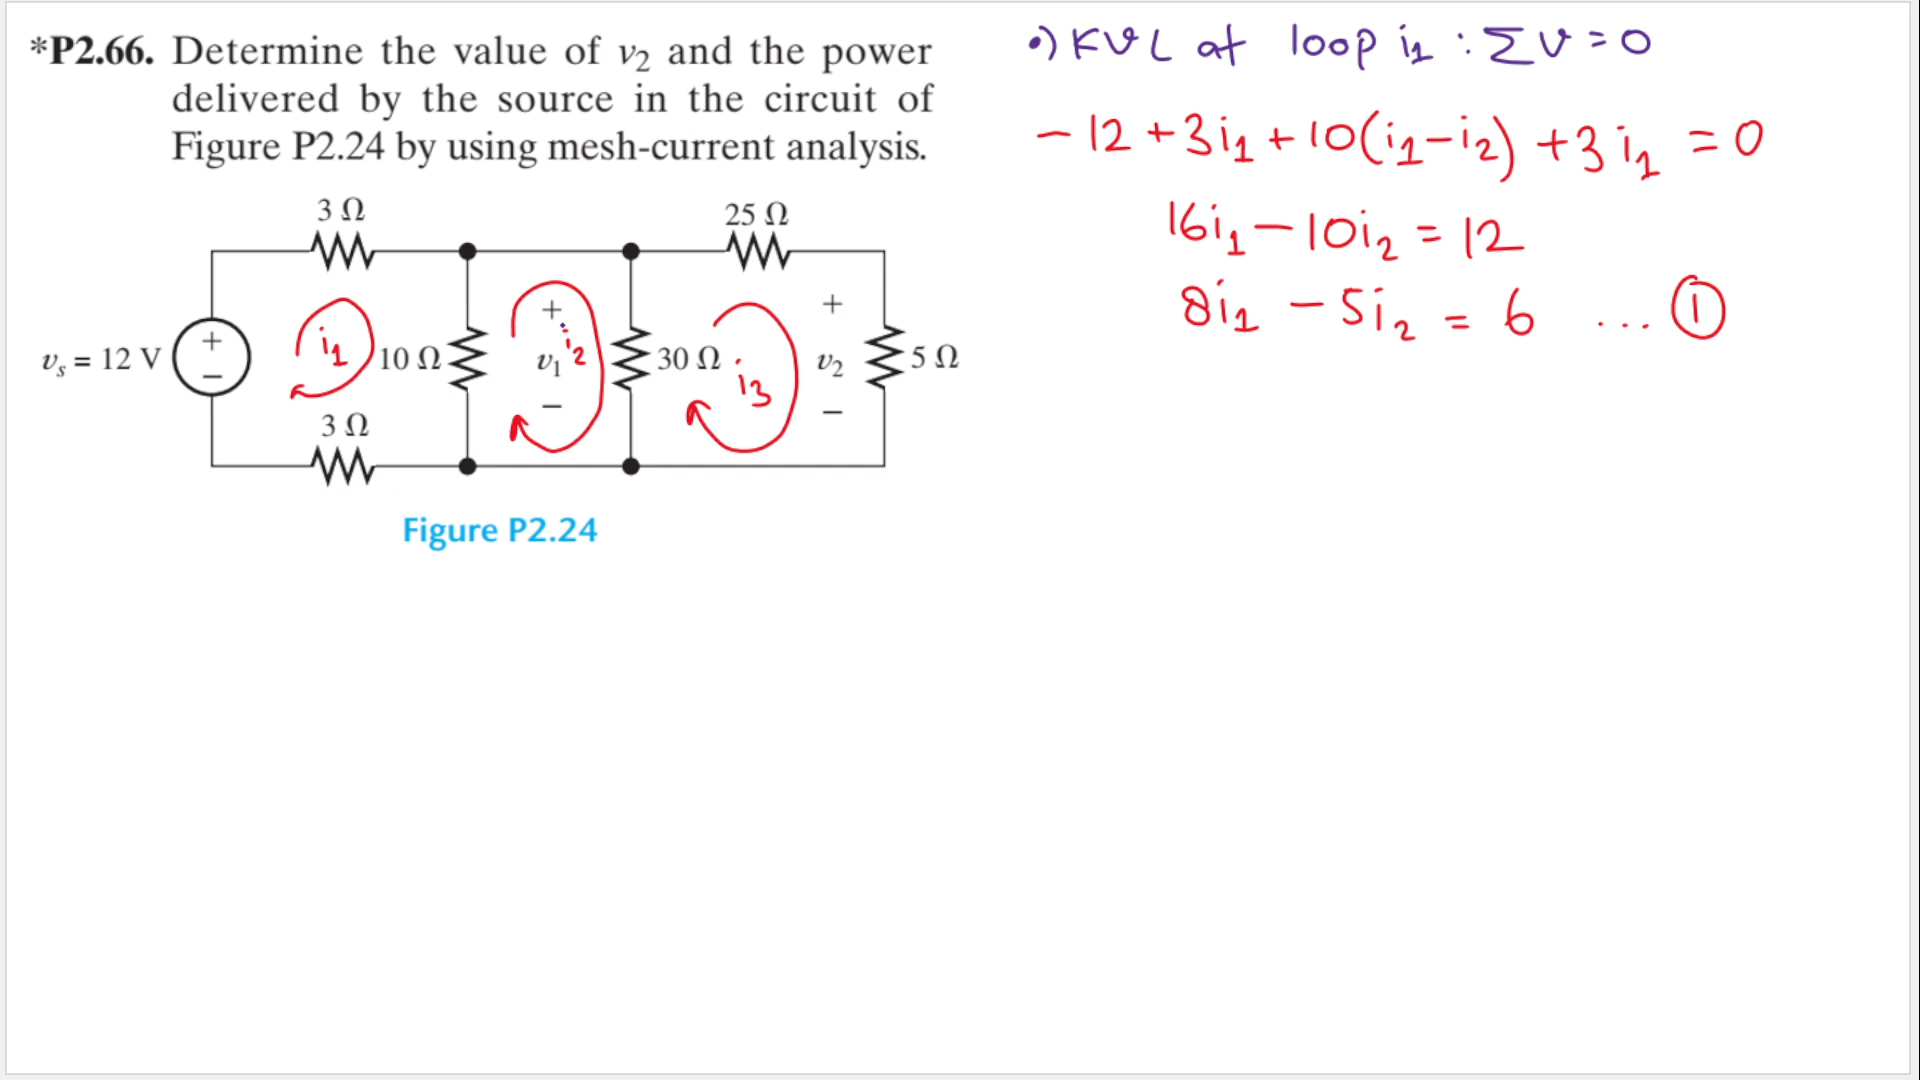 *P2.66. Determine the value of v2 and the power
delivered by the source in the circuit of
Figure P2.24 by using mesh-current analysis.
3 Ω
25 Ω
vs = 12 V
+
−
i1
10 Ω
+
v1
−
i2
30 Ω
i3
+
v2
−
5 Ω
3 Ω
Figure P2.24
•) KVL at loop i1 : Σv = 0
−12 + 3i1 + 10(i1−i2) + 3i1 = 0
16i1 − 10i2 = 12
8i1 − 5i2 = 6 ... ①